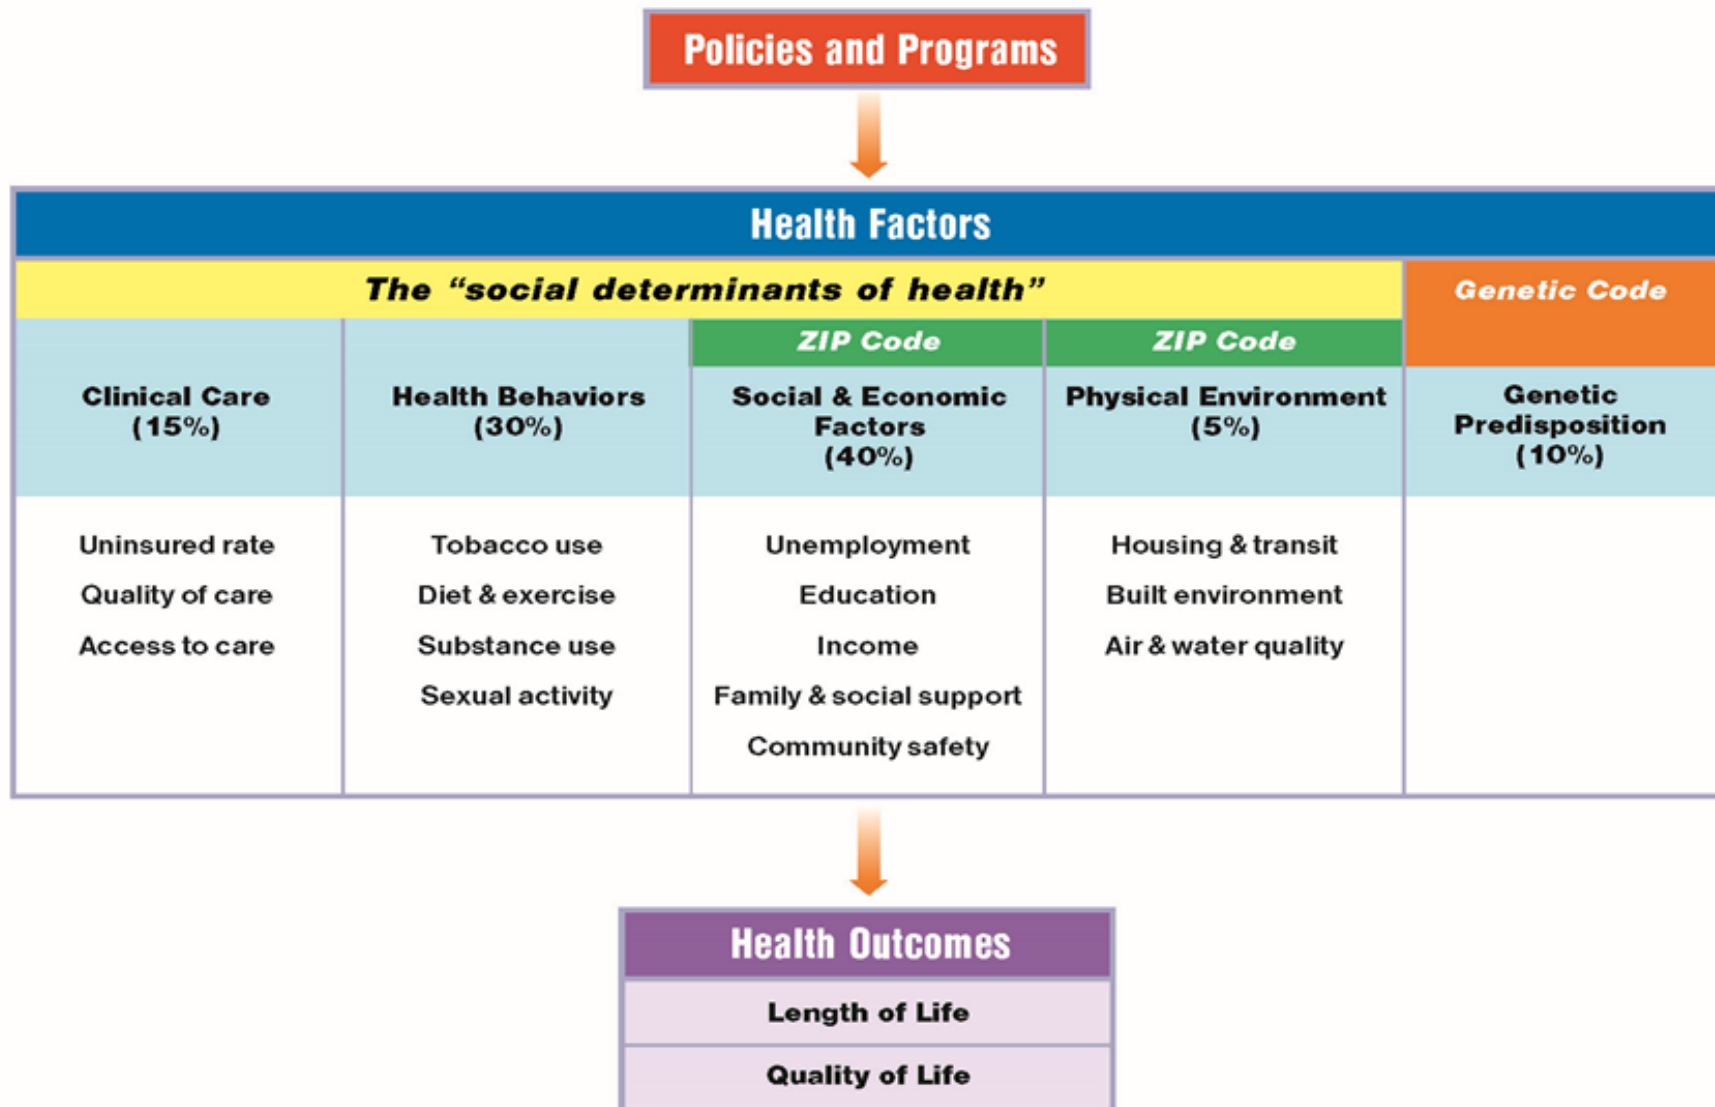 Policies and Programs
Health Factors
The “social determinants of health”
Genetic Code
ZIP Code
ZIP Code
Clinical Care
(15%)
Health Behaviors
(30%)
Social & Economic
Factors
(40%)
Physical Environment
(5%)
Genetic
Predisposition
(10%)
Uninsured rate
Quality of care
Access to care
Tobacco use
Diet & exercise
Substance use
Sexual activity
Unemployment
Education
Income
Family & social support
Community safety
Housing & transit
Built environment
Air & water quality
Health Outcomes
Length of Life
Quality of Life